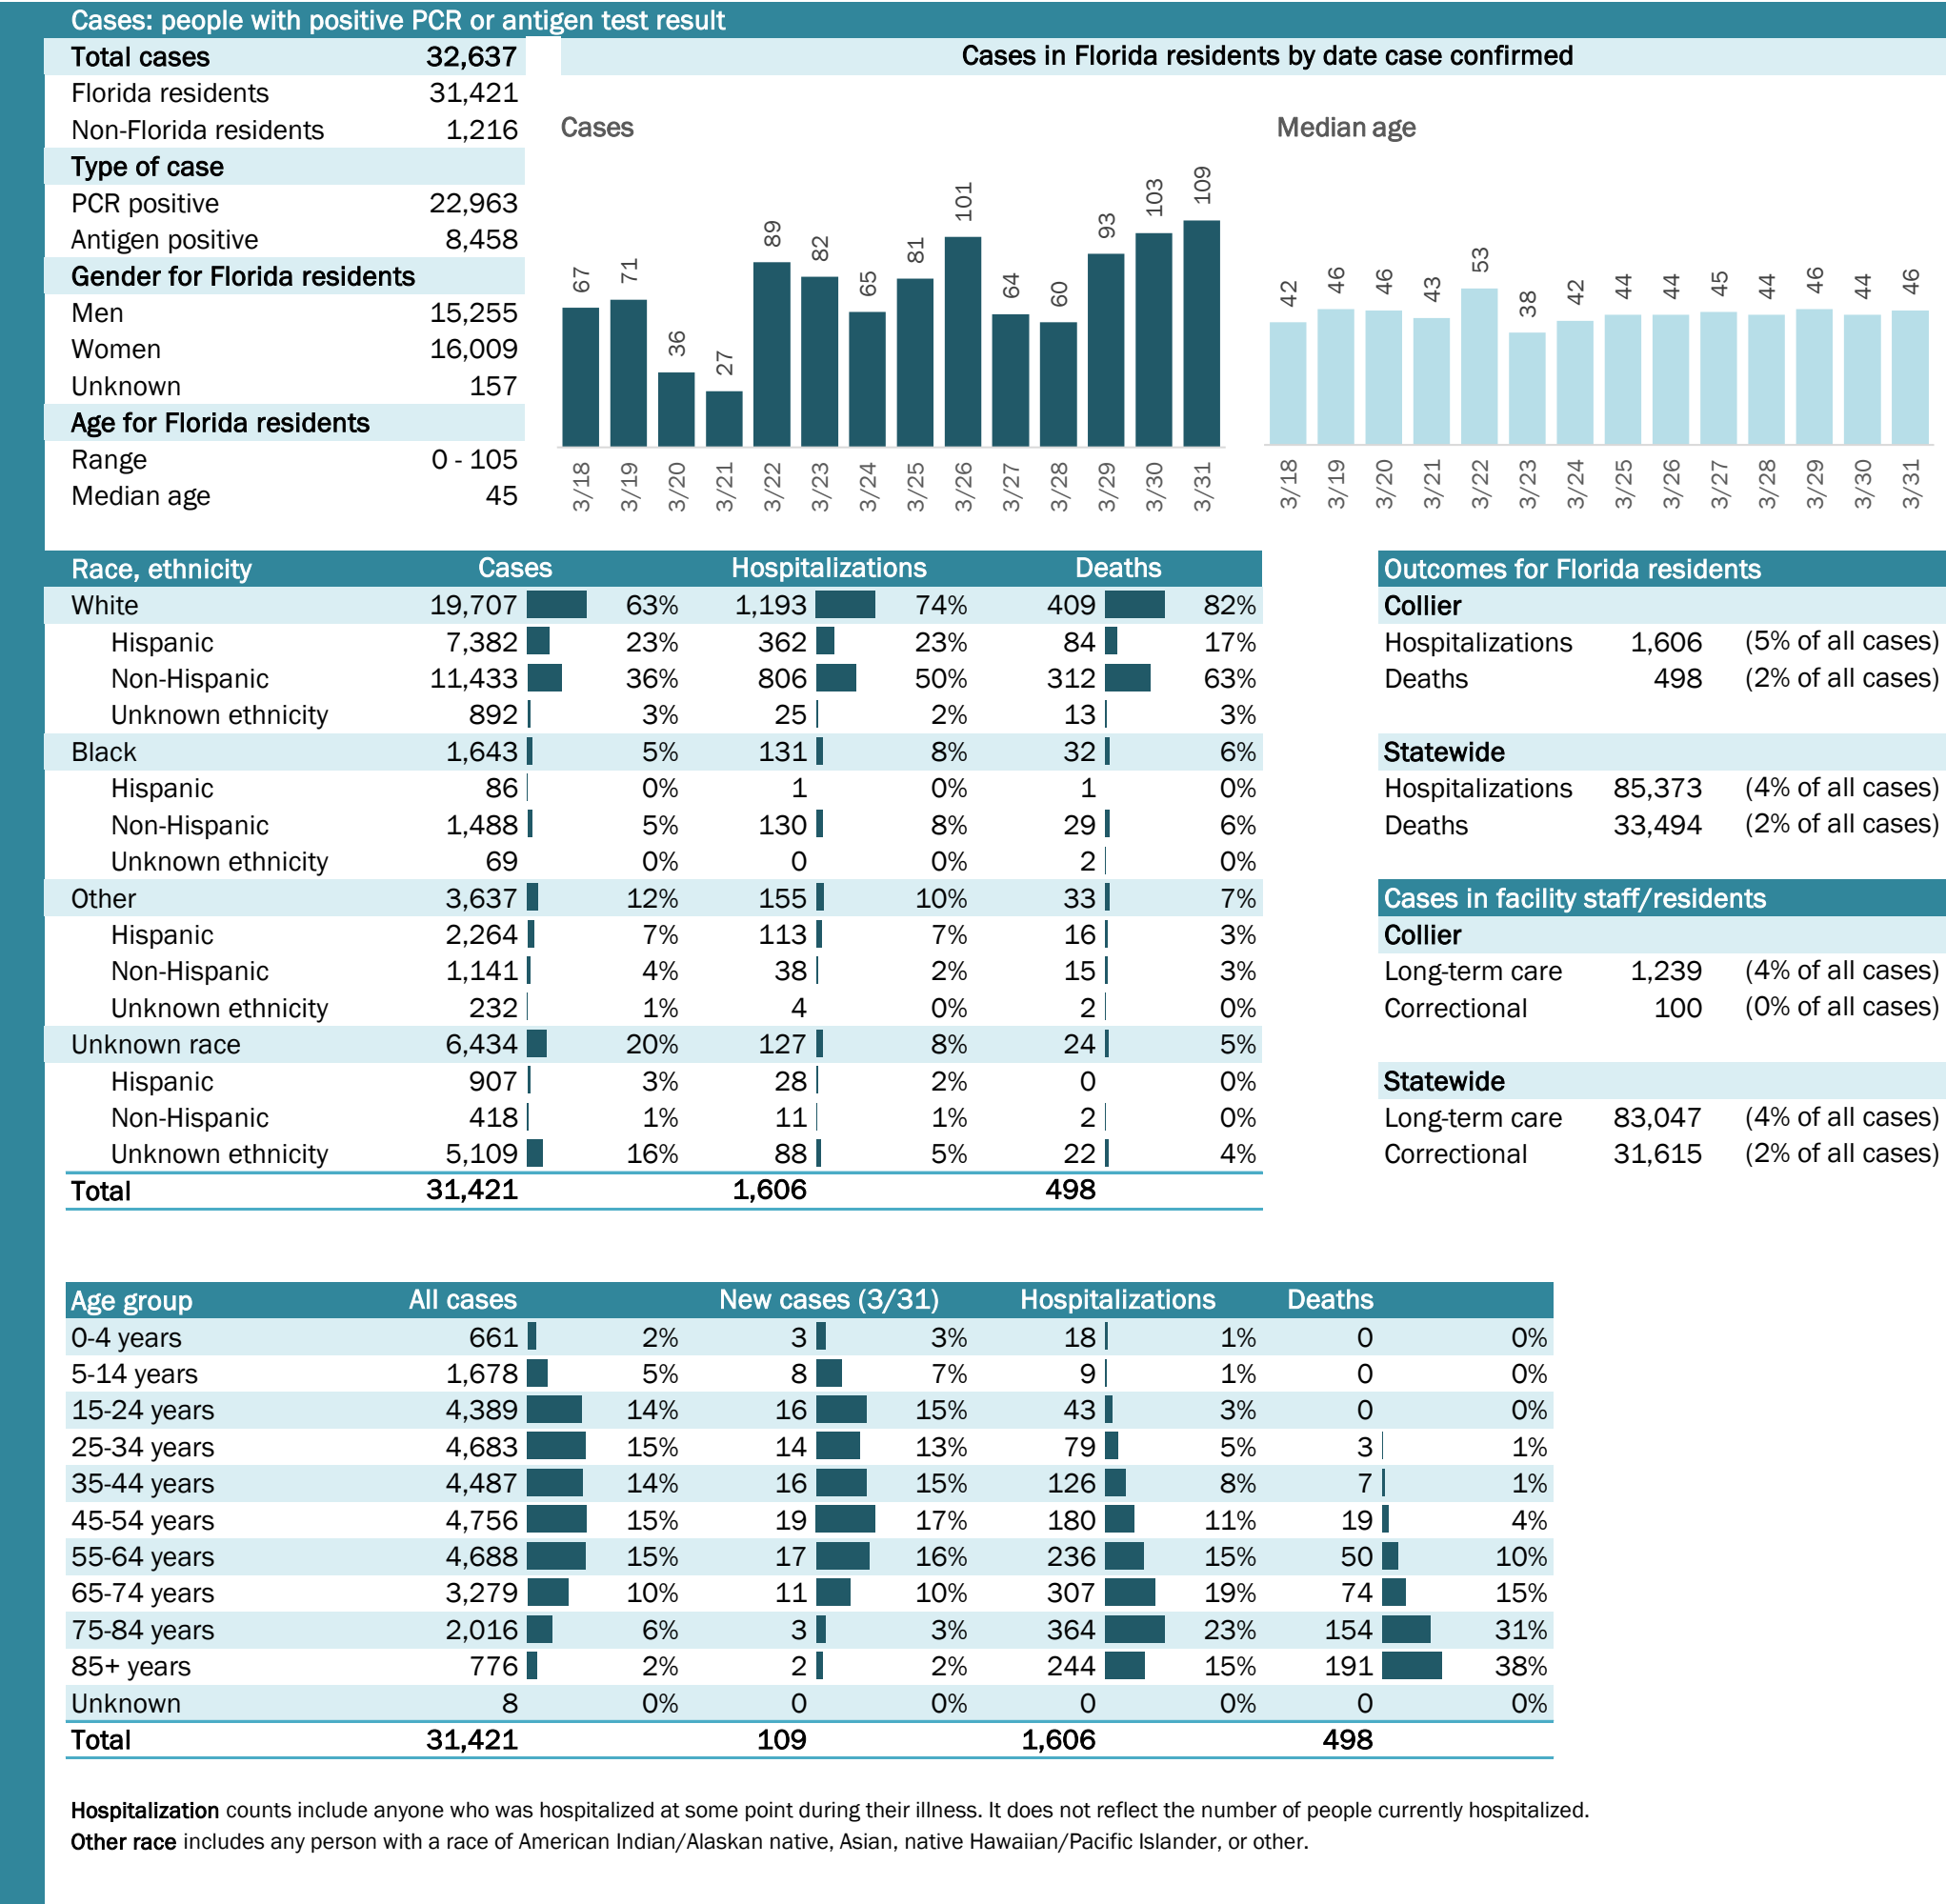 Cases: people with positive PCR or antigen test result
Total cases 32,637
Florida residents 31,421
Non-Florida residents 1,216
Type of case
PCR positive 22,963
Antigen positive 8,458
Gender for Florida residents
Men 15,255
Women 16,009
Unknown 157
Age for Florida residents
Range 0 - 105
Median age 45
Cases in Florida residents by date case confirmed
Cases
67 71 36 27 89 82 65 81 101 64 60 93 103 109
3/18 3/19 3/20 3/21 3/22 3/23 3/24 3/25 3/26 3/27 3/28 3/29 3/30 3/31
Median age
42 46 46 43 53 38 42 44 44 45 44 46 44 46
3/18 3/19 3/20 3/21 3/22 3/23 3/24 3/25 3/26 3/27 3/28 3/29 3/30 3/31
Race, ethnicity Cases Hospitalizations Deaths
White 19,707 63% 1,193 74% 409 82%
Hispanic 7,382 23% 362 23% 84 17%
Non-Hispanic 11,433 36% 806 50% 312 63%
Unknown ethnicity 892 3% 25 2% 13 3%
Black 1,643 5% 131 8% 32 6%
Hispanic 86 0% 1 0% 1 0%
Non-Hispanic 1,488 5% 130 8% 29 6%
Unknown ethnicity 69 0% 0 0% 2 0%
Other 3,637 12% 155 10% 33 7%
Hispanic 2,264 7% 113 7% 16 3%
Non-Hispanic 1,141 4% 38 2% 15 3%
Unknown ethnicity 232 1% 4 0% 2 0%
Unknown race 6,434 20% 127 8% 24 5%
Hispanic 907 3% 28 2% 0 0%
Non-Hispanic 418 1% 11 1% 2 0%
Unknown ethnicity 5,109 16% 88 5% 22 4%
Total 31,421 1,606 498
Outcomes for Florida residents
Collier
Hospitalizations 1,606 (5% of all cases)
Deaths 498 (2% of all cases)
Statewide
Hospitalizations 85,373 (4% of all cases)
Deaths 33,494 (2% of all cases)
Cases in facility staff/residents
Collier
Long-term care 1,239 (4% of all cases)
Correctional 100 (0% of all cases)
Statewide
Long-term care 83,047 (4% of all cases)
Correctional 31,615 (2% of all cases)
Age group All cases New cases (3/31) Hospitalizations Deaths
0-4 years 661 2% 3 3% 18 1% 0 0%
5-14 years 1,678 5% 8 7% 9 1% 0 0%
15-24 years 4,389 14% 16 15% 43 3% 0 0%
25-34 years 4,683 15% 14 13% 79 5% 3 1%
35-44 years 4,487 14% 16 15% 126 8% 7 1%
45-54 years 4,756 15% 19 17% 180 11% 19 4%
55-64 years 4,688 15% 17 16% 236 15% 50 10%
65-74 years 3,279 10% 11 10% 307 19% 74 15%
75-84 years 2,016 6% 3 3% 364 23% 154 31%
85+ years 776 2% 2 2% 244 15% 191 38%
Unknown 8 0% 0 0% 0 0% 0 0%
Total 31,421 109 1,606 498
Hospitalization counts include anyone who was hospitalized at some point during their illness. It does not reflect the number of people currently hospitalized.
Other race includes any person with a race of American Indian/Alaskan native, Asian, native Hawaiian/Pacific Islander, or other.